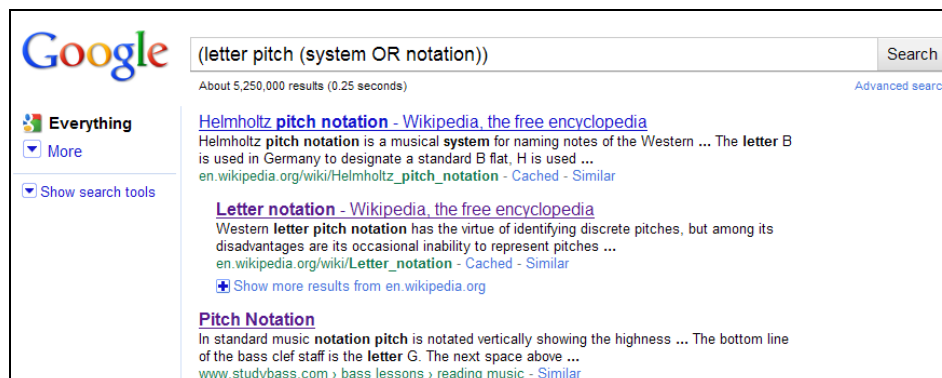 Google
(letter pitch (system OR notation))
Search
About 5,250,000 results (0.25 seconds)
Advanced searc
Everything
More
Show search tools
Helmholtz pitch notation - Wikipedia, the free encyclopedia
Helmholtz pitch notation is a musical system for naming notes of the Western ... The letter B
is used in Germany to designate a standard B flat, H is used ...
en.wikipedia.org/wiki/Helmholtz_pitch_notation - Cached - Similar
Letter notation - Wikipedia, the free encyclopedia
Western letter pitch notation has the virtue of identifying discrete pitches, but among its
disadvantages are its occasional inability to represent pitches ...
en.wikipedia.org/wiki/Letter_notation - Cached - Similar
Show more results from en.wikipedia.org
Pitch Notation
In standard music notation pitch is notated vertically showing the highness ... The bottom line
of the bass clef staff is the letter G. The next space above ...
www.studybass.com › bass lessons › reading music - Similar